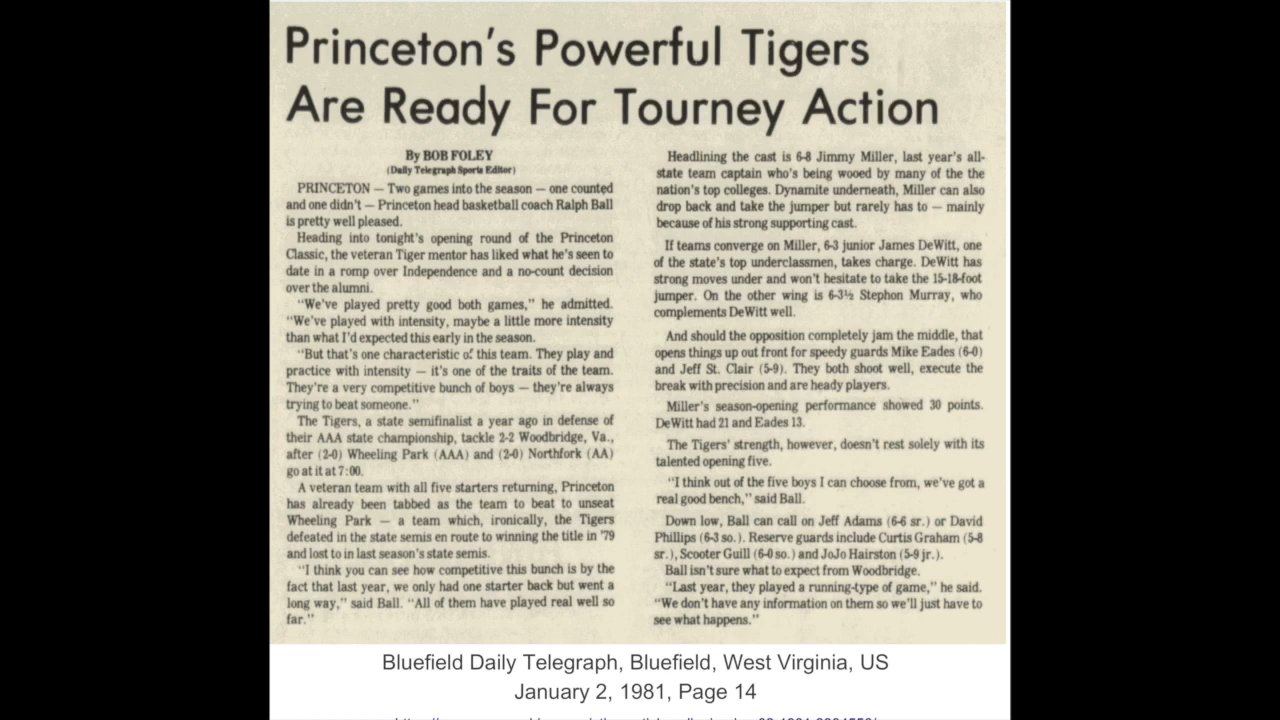 Princeton's Powerful Tigers
Are Ready For Tourney Action
By BOB FOLEY
(Daily Telegraph Sports Editor)
PRINCETON — Two games into the season — one counted
and one didn't — Princeton head basketball coach Ralph Ball
is pretty well pleased.
Heading into tonight's opening round of the Princeton
Classic, the veteran Tiger mentor has liked what he's seen to
date in a romp over Independence and a no-count decision
over the alumni.
"We've played pretty good both games," he admitted.
"We've played with intensity, maybe a little more intensity
than what I'd expected this early in the season.
"But that's one characteristic of this team. They play and
practice with intensity — it's one of the traits of the team.
They're a very competitive bunch of boys — they're always
trying to beat someone."
The Tigers, a state semifinalist a year ago in defense of
their AAA state championship, tackle 2-2 Woodbridge, Va.,
after (2-0) Wheeling Park (AAA) and (2-0) Northfork (AA)
go at it at 7:00.
A veteran team with all five starters returning, Princeton
has already been tabbed as the team to beat to unseat
Wheeling Park — a team which, ironically, the Tigers
defeated in the state semis en route to winning the title in '79
and lost to in last season's state semis.
"I think you can see how competitive this bunch is by the
fact that last year, we only had one starter back but went a
long way," said Ball. "All of them have played real well so
far."
Headlining the cast is 6-8 Jimmy Miller, last year's all-
state team captain who's being wooed by many of the the
nation's top colleges. Dynamite underneath, Miller can also
drop back and take the jumper but rarely has to — mainly
because of his strong supporting cast.
If teams converge on Miller, 6-3 junior James DeWitt, one
of the state's top underclassmen, takes charge. DeWitt has
strong moves under and won't hesitate to take the 15-18-foot
jumper. On the other wing is 6-3½ Stephon Murray, who
complements DeWitt well.
And should the opposition completely jam the middle, that
opens things up out front for speedy guards Mike Eades (6-0)
and Jeff St. Clair (5-9). They both shoot well, execute the
break with precision and are heady players.
Miller's season-opening performance showed 30 points.
DeWitt had 21 and Eades 13.
The Tigers' strength, however, doesn't rest solely with its
talented opening five.
"I think out of the five boys I can choose from, we've got a
real good bench," said Ball.
Down low, Ball can call on Jeff Adams (6-6 sr.) or David
Phillips (6-3 so.). Reserve guards include Curtis Graham (5-8
sr.), Scooter Guill (6-0 so.) and JoJo Hairston (5-9 jr.).
Ball isn't sure what to expect from Woodbridge.
"Last year, they played a running-type of game," he said.
"We don't have any information on them so we'll just have to
see what happens."
Bluefield Daily Telegraph, Bluefield, West Virginia, US
January 2, 1981, Page 14